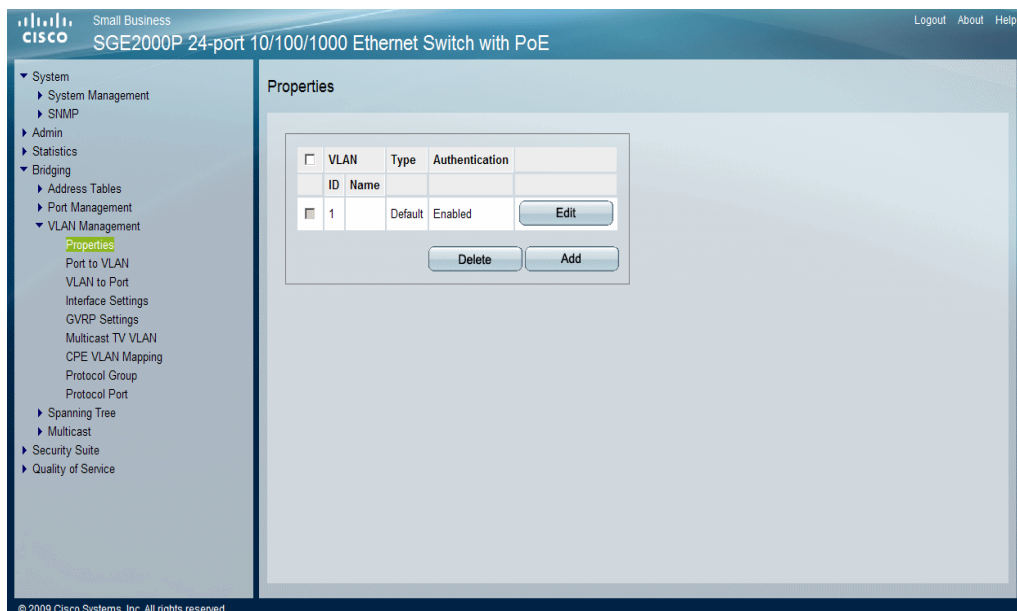 Small Business
CISCO
SGE2000P 24-port 10/100/1000 Ethernet Switch with PoE
Logout About Help
System
System Management
SNMP
Admin
Statistics
Bridging
Address Tables
Port Management
VLAN Management
Properties
Port to VLAN
VLAN to Port
Interface Settings
GVRP Settings
Multicast TV VLAN
CPE VLAN Mapping
Protocol Group
Protocol Port
Spanning Tree
Multicast
Security Suite
Quality of Service
Properties
VLAN Type Authentication
ID Name
1 Default Enabled Edit
Delete Add
© 2009 Cisco Systems, Inc. All rights reserved.